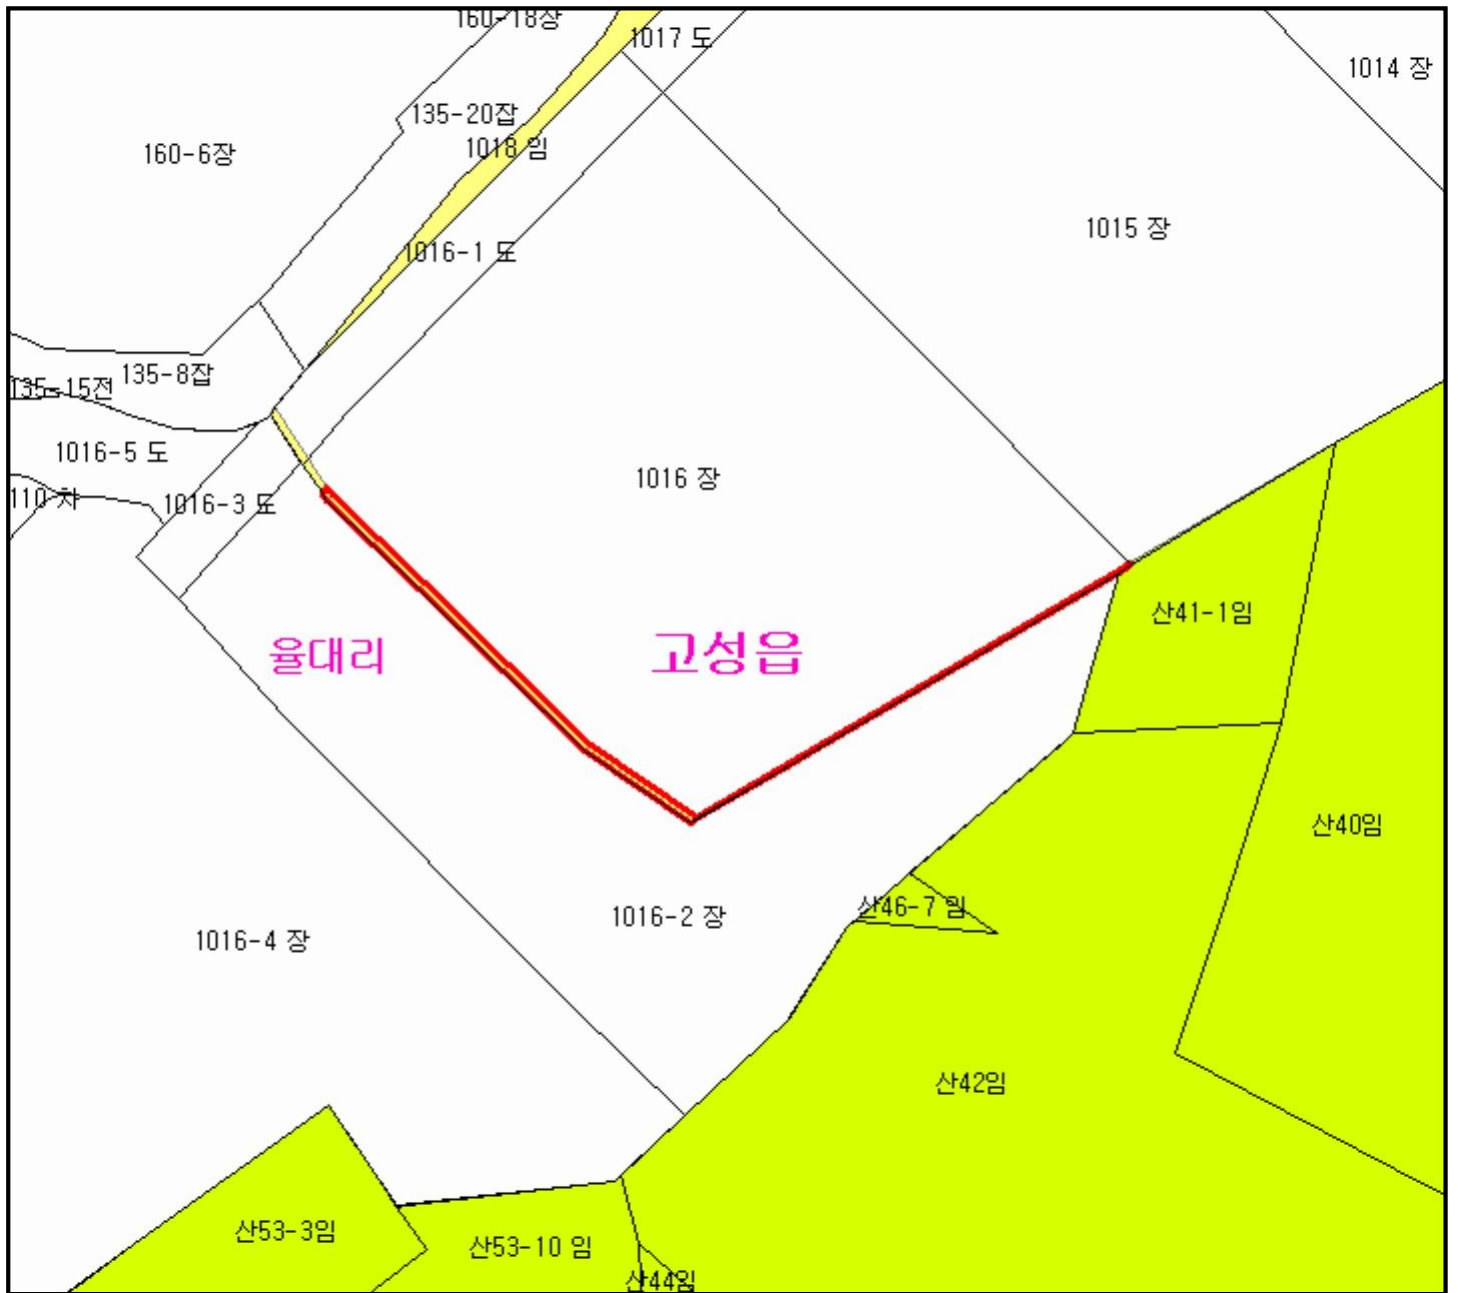 160-18장
1017 도
1014 장
135-20잡
1018 임
160-6장
1015 장
1016-1 도
135-8잡
135-15전
1016-5 도
1016 장
110 차
1016-3 도
산41-1임
율대리
고성읍
산40임
산46-7 임
1016-2 장
1016-4 장
산42임
산53-3임
산53-10 임
산44임